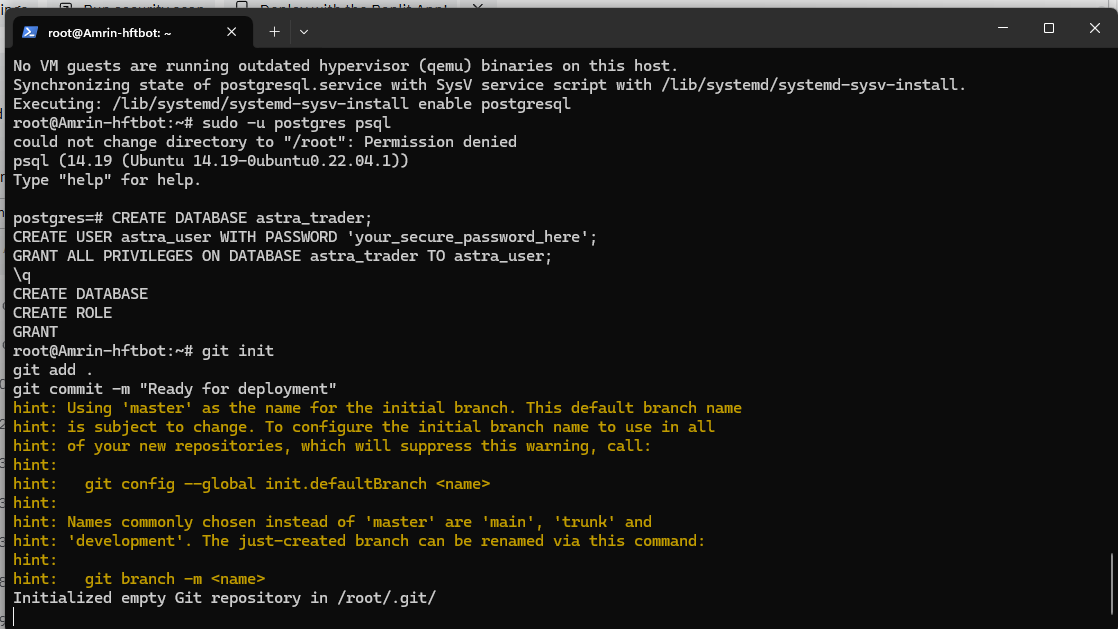 Run security scan
Deploy with the Replit App!
root@Amrin-hftbot: ~
No VM guests are running outdated hypervisor (qemu) binaries on this host.
Synchronizing state of postgresql.service with SysV service script with /lib/systemd/systemd-sysv-install.
Executing: /lib/systemd/systemd-sysv-install enable postgresql
root@Amrin-hftbot:~# sudo -u postgres psql
could not change directory to "/root": Permission denied
psql (14.19 (Ubuntu 14.19-0ubuntu0.22.04.1))
Type "help" for help.
postgres=# CREATE DATABASE astra_trader;
CREATE USER astra_user WITH PASSWORD 'your_secure_password_here';
GRANT ALL PRIVILEGES ON DATABASE astra_trader TO astra_user;
\q
CREATE DATABASE
CREATE ROLE
GRANT
root@Amrin-hftbot:~# git init
git add .
git commit -m "Ready for deployment"
hint: Using 'master' as the name for the initial branch. This default branch name
hint: is subject to change. To configure the initial branch name to use in all
hint: of your new repositories, which will suppress this warning, call:
hint:
hint:   git config --global init.defaultBranch <name>
hint:
hint: Names commonly chosen instead of 'master' are 'main', 'trunk' and
hint: 'development'. The just-created branch can be renamed via this command:
hint:
hint:   git branch -m <name>
Initialized empty Git repository in /root/.git/